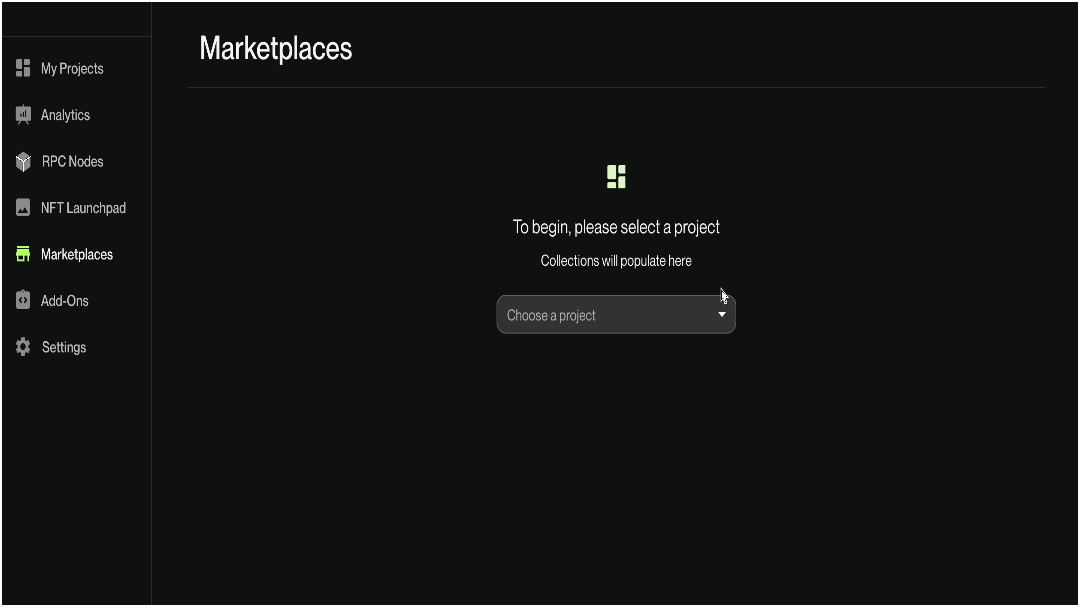 Marketplaces
My Projects
Analytics
RPC Nodes
NFT Launchpad
Marketplaces
Add-Ons
Settings
To begin, please select a project
Collections will populate here
Choose a project